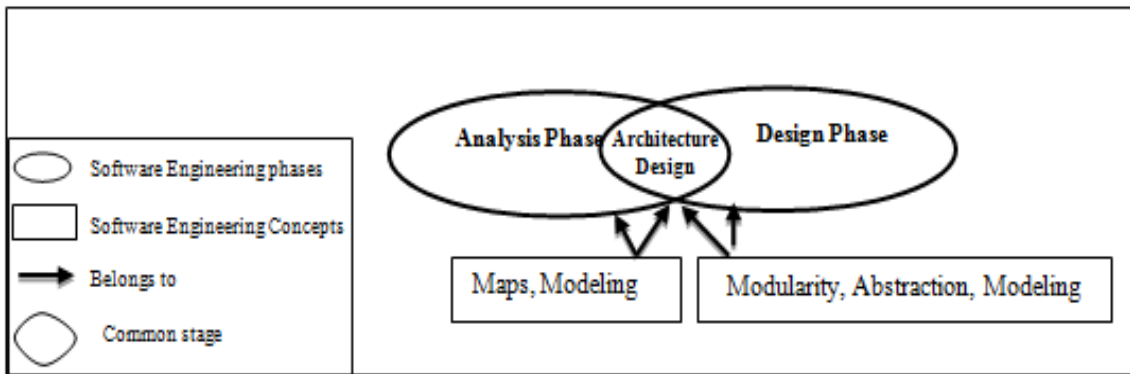 Analysis Phase
Architecture
Design
Design Phase
Software Engineering phases
Software Engineering Concepts
Belongs to
Common stage
Maps, Modeling
Modularity, Abstraction, Modeling